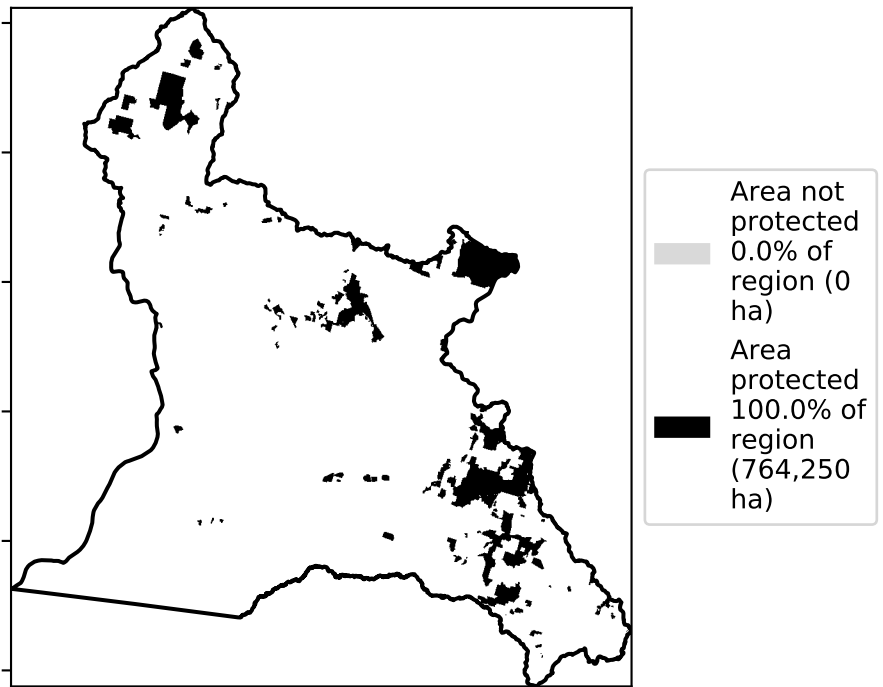 Area not
protected
0.0% of
region (0
ha)
Area
protected
100.0% of
region
(764,250
ha)